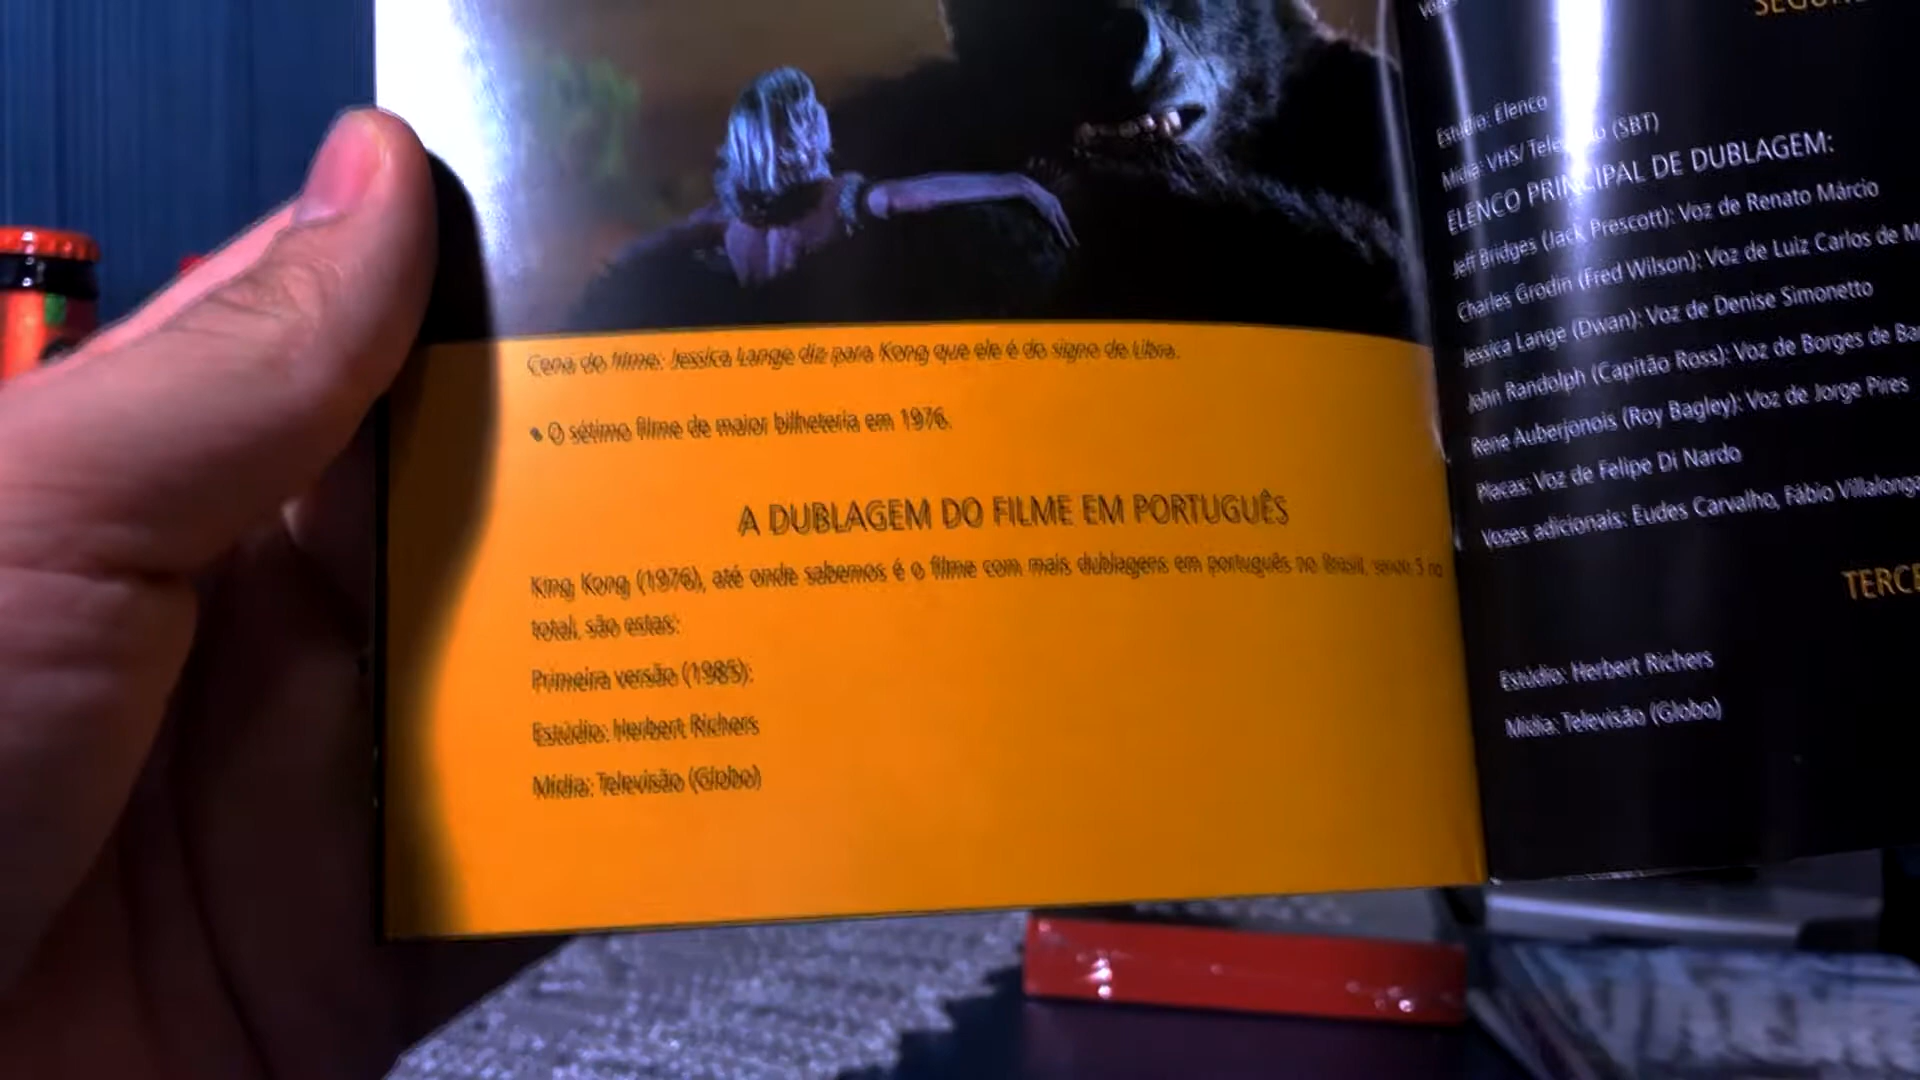 Cena do filme: Jessica Lange diz para Kong que ele é do signo de Libra.
• O sétimo filme de maior bilheteria em 1976.
A DUBLAGEM DO FILME EM PORTUGUÊS
King Kong (1976), até onde sabemos é o filme com mais dublagens em português no Brasil, sendo 5 no
total, são estas:
Primeira versão (1985):
Estúdio: Herbert Richers
Mídia: Televisão (Globo)
Estúdio: Elenco
Mídia: VHS/ Televisão (SBT)
ELENCO PRINCIPAL DE DUBLAGEM:
Jeff Bridges (Jack Prescott): Voz de Renato Márcio
Charles Grodin (Fred Wilson): Voz de Luiz Carlos de
Jessica Lange (Dwan): Voz de Denise Simonetto
John Randolph (Capitão Ross): Voz de Borges de
Rene Auberjonois (Roy Bagley): Voz de Jorge Pires
Placas: Voz de Felipe Di Nardo
Vozes adicionais: Eudes Carvalho, Fábio Villalonga
Estúdio: Herbert Richers
Mídia: Televisão (Globo)